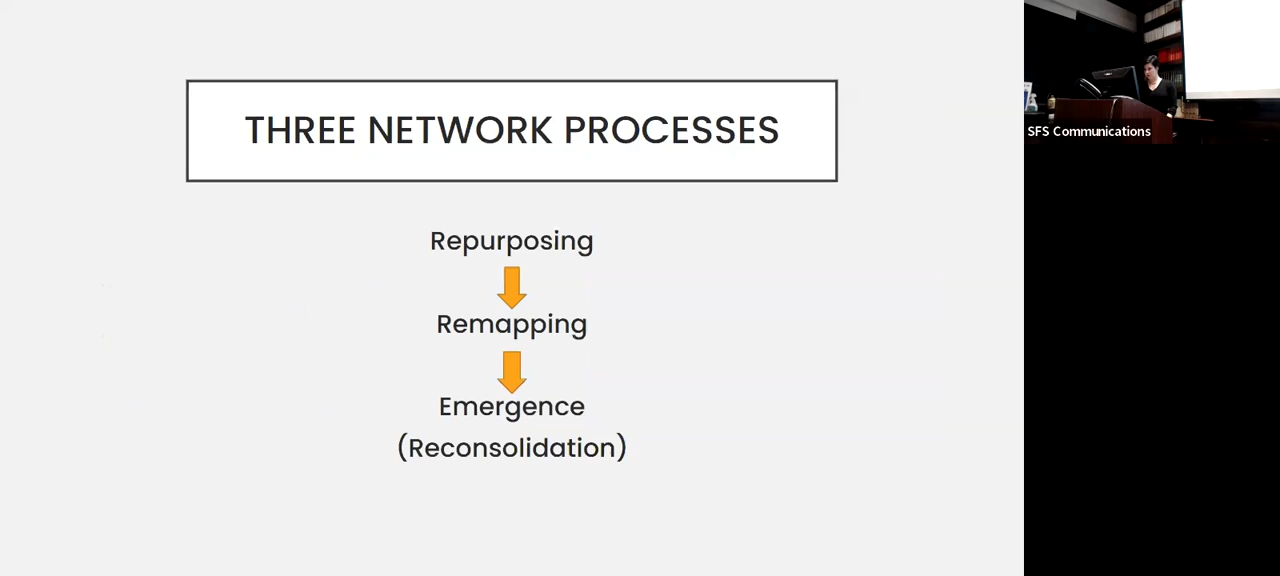 THREE NETWORK PROCESSES
Repurposing
Remapping
Emergence
(Reconsolidation)
SFS Communications